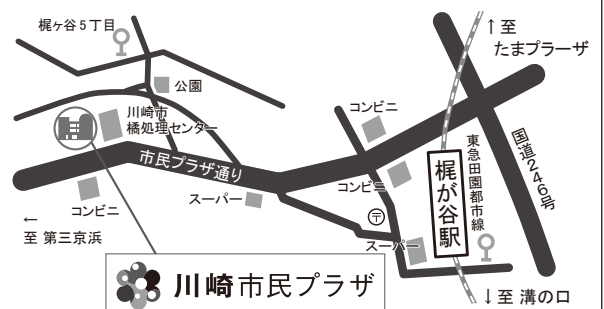 梶ヶ谷5丁目
↑至
たまプラーザ
公園
川崎市
橘処理センター
コンビニ
市民プラザ通り
コンビニ
コンビニ
スーパー
スーパー
〒
梶が谷駅
東急田園都市線
国道246号
←
至 第三京浜
川崎市民プラザ
↓至 溝の口